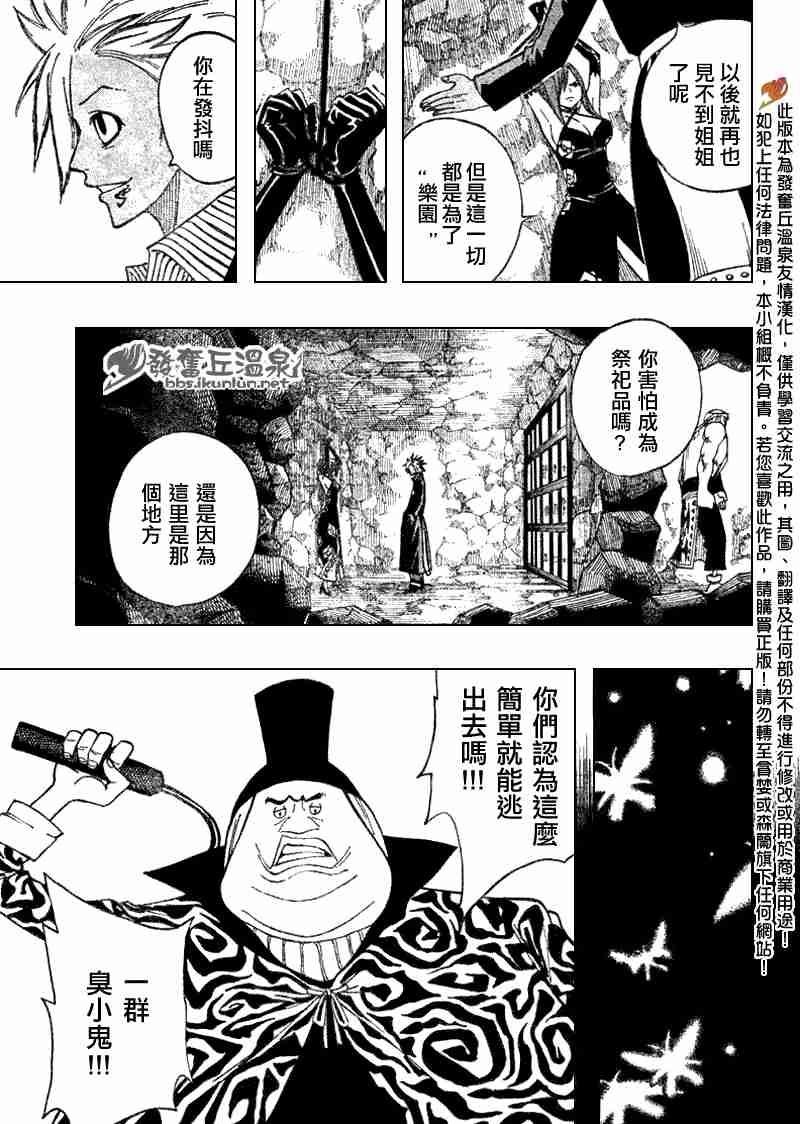 以後就再也
見不到姐姐
了呢
但是這一切
都是為了
“樂園”
你在發抖嗎
你害怕成為
祭祀品嗎？
還是因為
這里是那
個地方
發奮丘溫泉
bbs.ikunlun.net
你們認為這麼
簡單就能逃
出去嗎!!!
一群
臭小鬼!!!
此版本為發奮丘溫泉友情漢化，僅供學習交流之用，其圖、翻譯及任何部份不得進行修改或用於商業用途！
如犯上任何法律問題，本小組概不負責。若您喜歡此作品，請購買正版！請勿轉至貪婪或森蘭旗下任何網站！